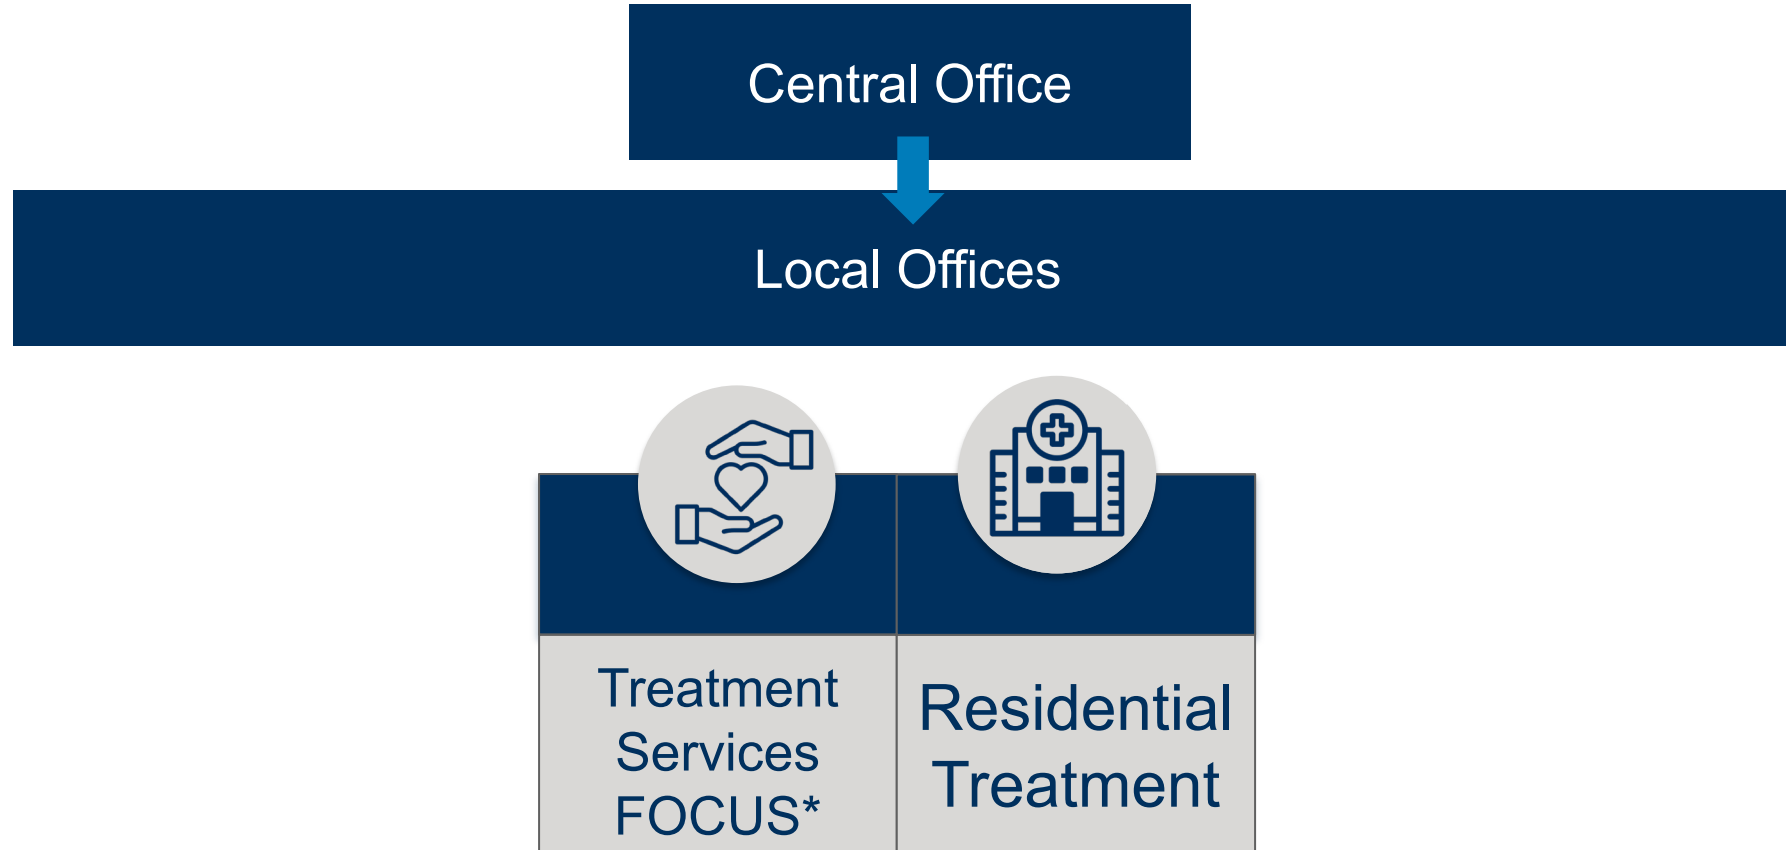 Central Office
Local Offices
Treatment
Services
FOCUS*
Residential
Treatment